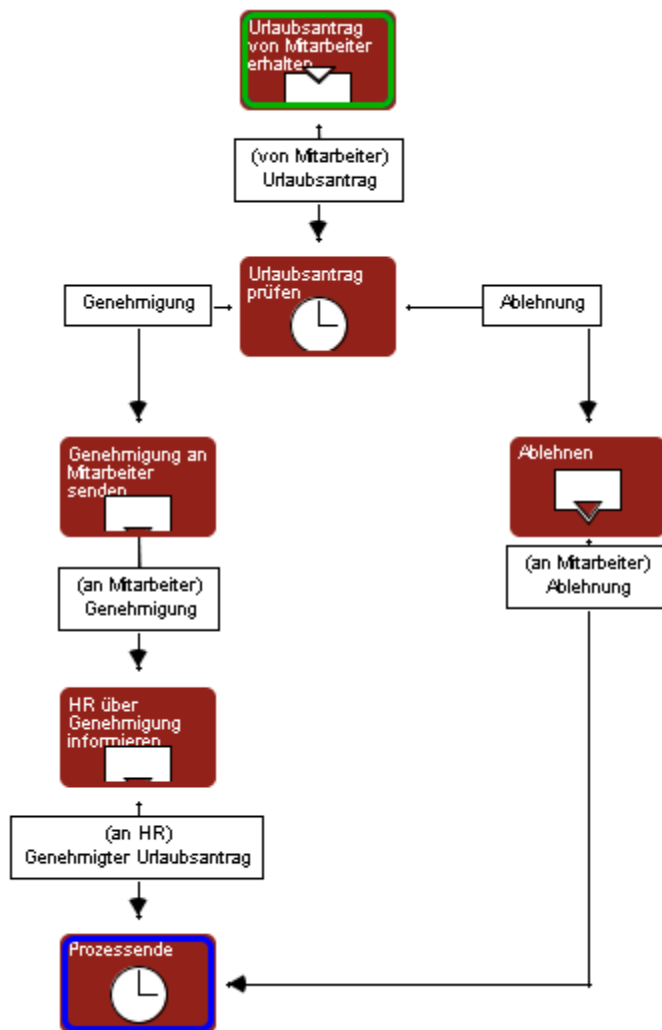 Urlaubsantrag
von Mitarbeiter
erhalten
(von Mitarbeiter)
Urlaubsantrag
Urlaubsantrag
prüfen
Genehmigung
Ablehnung
Genehmigung an
Mitarbeiter
senden
Ablehnen
(an Mitarbeiter)
Genehmigung
(an Mitarbeiter)
Ablehnung
HR über
Genehmigung
informieren
(an HR)
Genehmigter Urlaubsantrag
Prozessende